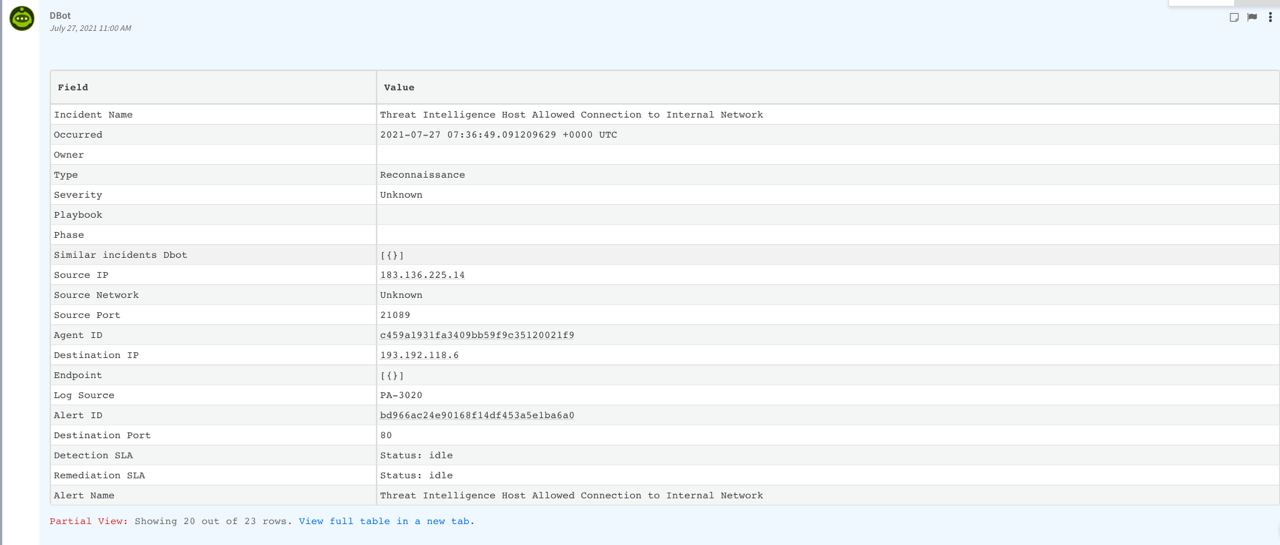 DBot
July 27, 2021 11:00 AM
Field Value
Incident Name Threat Intelligence Host Allowed Connection to Internal Network
Occurred 2021-07-27 07:36:49.091209629 +0000 UTC
Owner
Type Reconnaissance
Severity Unknown
Playbook
Phase
Similar incidents Dbot [{}]
Source IP 183.136.225.14
Source Network Unknown
Source Port 21089
Agent ID c459a1931fa3409bb59f9c35120021f9
Destination IP 193.192.118.6
Endpoint [{}]
Log Source PA-3020
Alert ID bd966ac24e90168f14df453a5e1ba6a0
Destination Port 80
Detection SLA Status: idle
Remediation SLA Status: idle
Alert Name Threat Intelligence Host Allowed Connection to Internal Network
Partial View: Showing 20 out of 23 rows. View full table in a new tab.